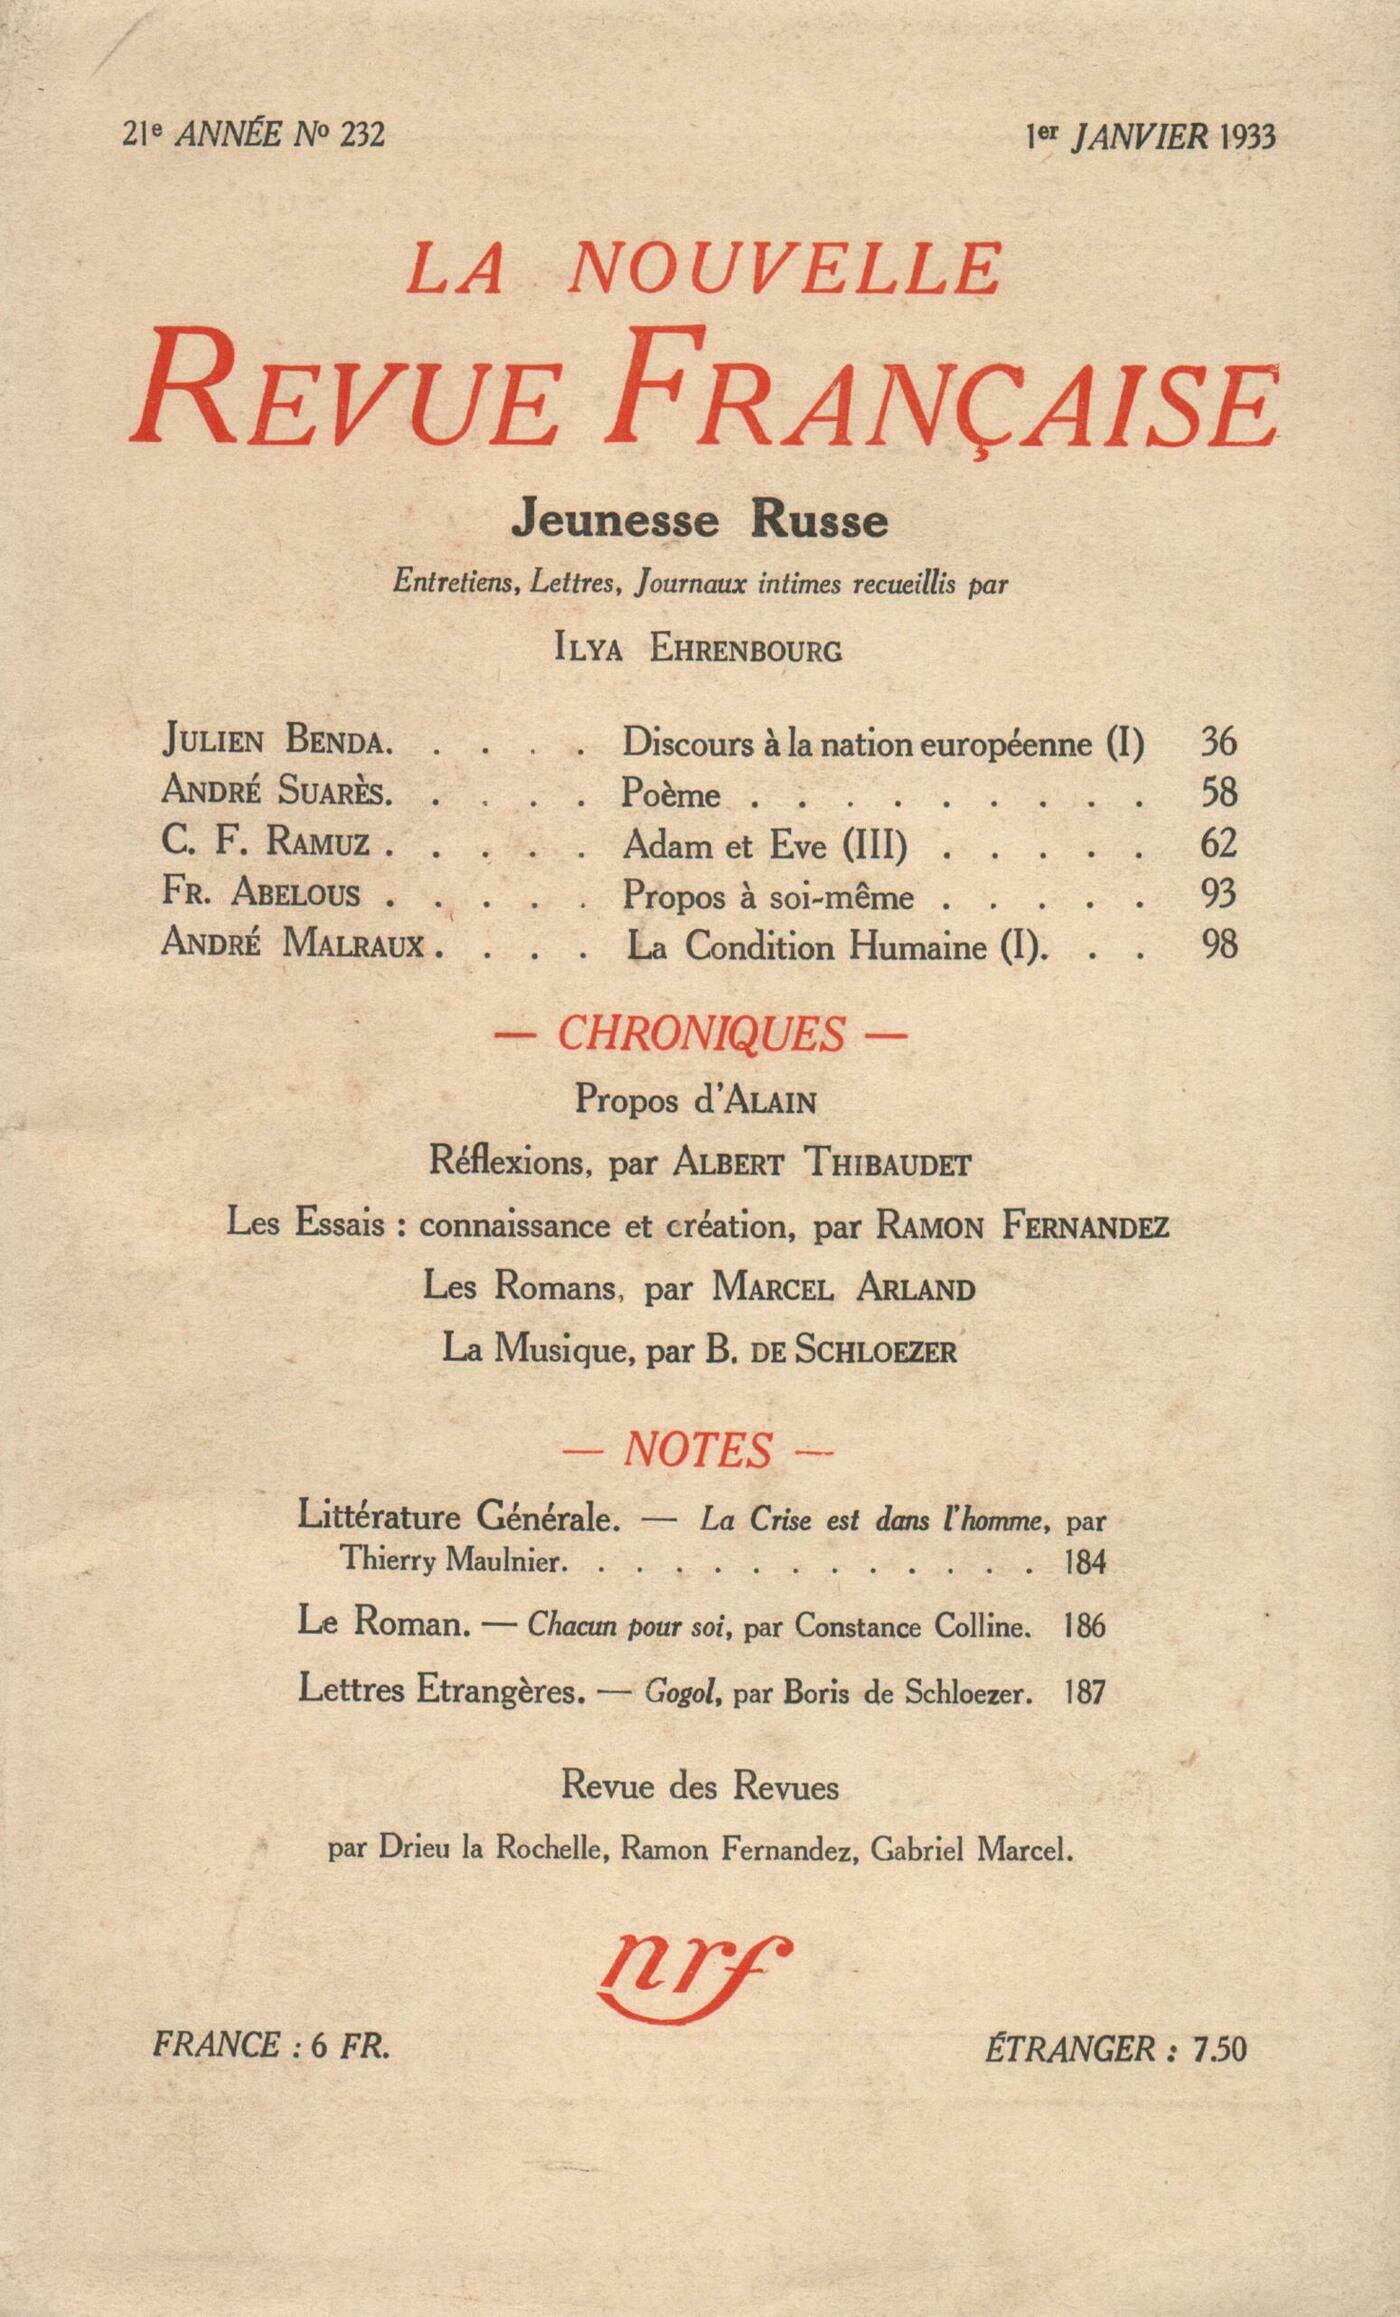 21e ANNÉE No 232
1er JANVIER 1933
LA NOUVELLE
REVUE FRANÇAISE
Jeunesse Russe
Entretiens, Lettres, Journaux intimes recueillis par
ILYA EHRENBOURG
JULIEN BENDA. . . . . Discours à la nation européenne (I) 36
ANDRÉ SUARÈS. . . . . Poème . . . . . . . . . 58
C. F. RAMUZ . . . . . Adam et Eve (III) . . . . . 62
FR. ABELOUS . . . . . Propos à soi-même . . . . . 93
ANDRÉ MALRAUX . . . . La Condition Humaine (I). . . 98
— CHRONIQUES —
Propos d'ALAIN
Réflexions, par ALBERT THIBAUDET
Les Essais : connaissance et création, par RAMON FERNANDEZ
Les Romans, par MARCEL ARLAND
La Musique, par B. DE SCHLOEZER
— NOTES —
Littérature Générale. — La Crise est dans l'homme, par
Thierry Maulnier. . . . . . . . . . . . . 184
Le Roman. — Chacun pour soi, par Constance Colline. 186
Lettres Etrangères. — Gogol, par Boris de Schloezer. 187
Revue des Revues
par Drieu la Rochelle, Ramon Fernandez, Gabriel Marcel.
nrf
FRANCE : 6 FR.
ÉTRANGER : 7.50